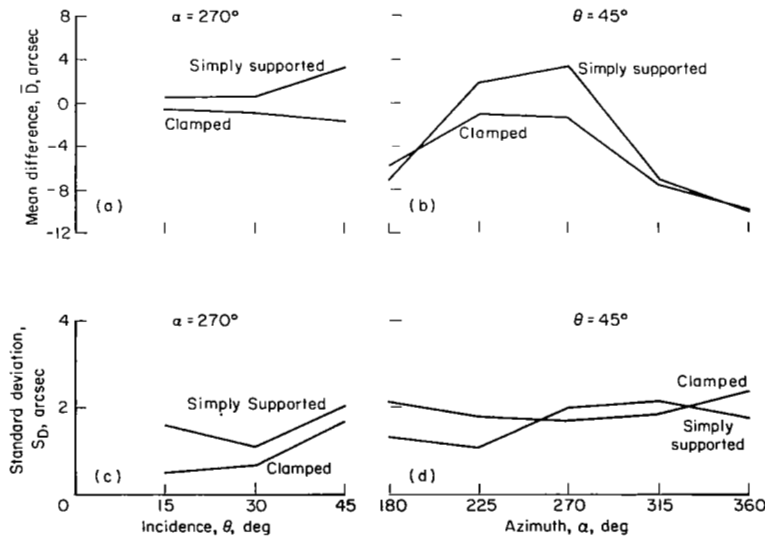 α = 270°
θ = 45°
Mean difference, D̄, arcsec
8
4
0
-4
-8
-12
Simply supported
Clamped
(a)
Simply supported
Clamped
(b)
α = 270°
θ = 45°
Standard deviation,
S_D, arcsec
4
2
0
Simply Supported
Clamped
(c)
Clamped
Simply
supported
(d)
15
30
45
180
225
270
315
360
Incidence, θ, deg
Azimuth, α, deg